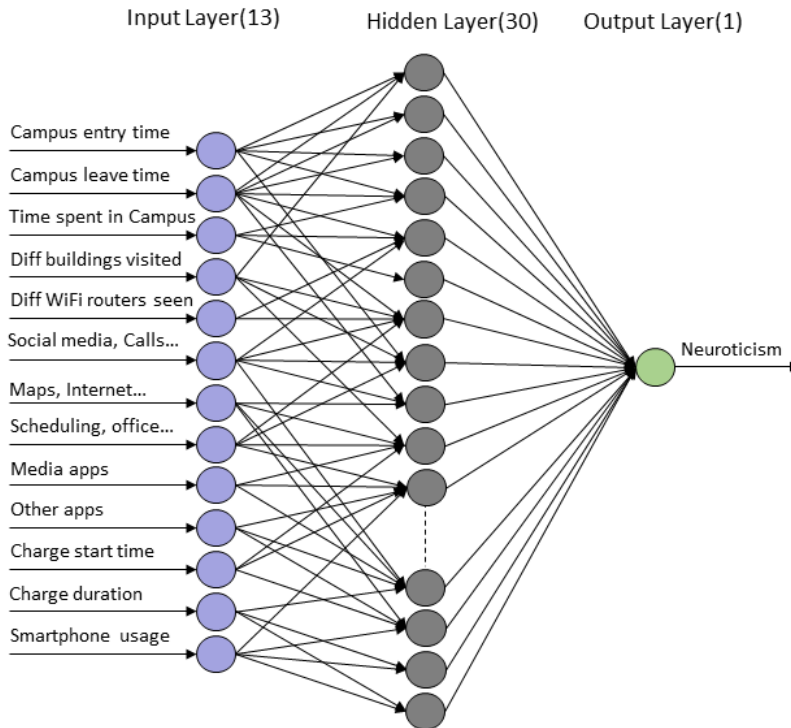 Input Layer(13)
Hidden Layer(30)
Output Layer(1)
Campus entry time
Campus leave time
Time spent in Campus
Diff buildings visited
Diff WiFi routers seen
Social media, Calls...
Maps, Internet...
Scheduling, office...
Media apps
Other apps
Charge start time
Charge duration
Smartphone usage
Neuroticism